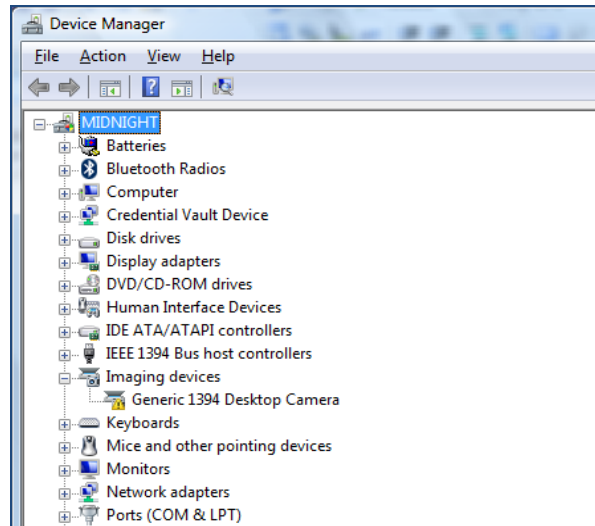 Device Manager
File Action View Help
MIDNIGHT
Batteries
Bluetooth Radios
Computer
Credential Vault Device
Disk drives
Display adapters
DVD/CD-ROM drives
Human Interface Devices
IDE ATA/ATAPI controllers
IEEE 1394 Bus host controllers
Imaging devices
Generic 1394 Desktop Camera
Keyboards
Mice and other pointing devices
Monitors
Network adapters
Ports (COM & LPT)